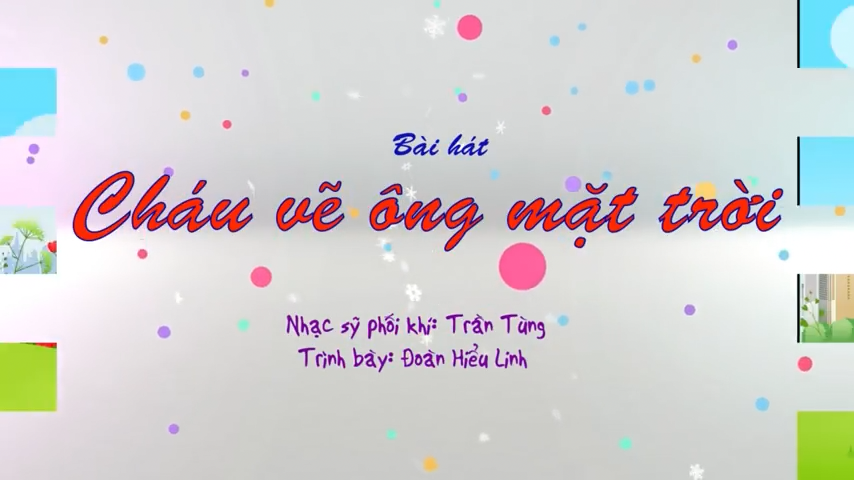 Bài hát
Cháu vẽ ông mặt trời
Nhạc sỹ phối khí: Trần Tùng
Trình bày: Đoàn Hiểu Linh